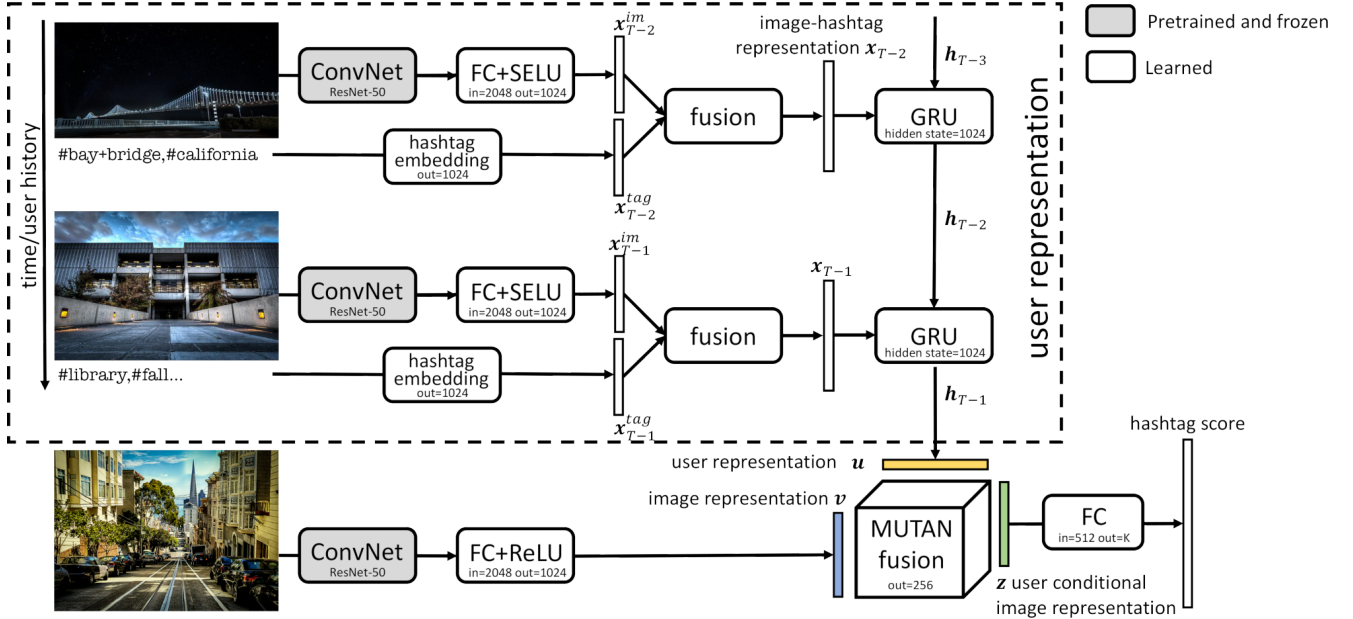 time/user history
#bay+bridge,#california
ConvNet
ResNet-50
FC+SELU
in=2048 out=1024
hashtag
embedding
out=1024
x^{im}_{T−2}
x^{tag}_{T−2}
fusion
image-hashtag
representation x_{T−2}
h_{T−3}
GRU
hidden state=1024
h_{T−2}
user representation
Pretrained and frozen
Learned
#library,#fall...
ConvNet
ResNet-50
FC+SELU
in=2048 out=1024
hashtag
embedding
out=1024
x^{im}_{T−1}
x^{tag}_{T−1}
fusion
x_{T−1}
GRU
hidden state=1024
h_{T−1}
ConvNet
ResNet-50
FC+ReLU
in=2048 out=1024
user representation u
image representation v
MUTAN
fusion
out=256
z user conditional
image representation
FC
in=512 out=K
hashtag score